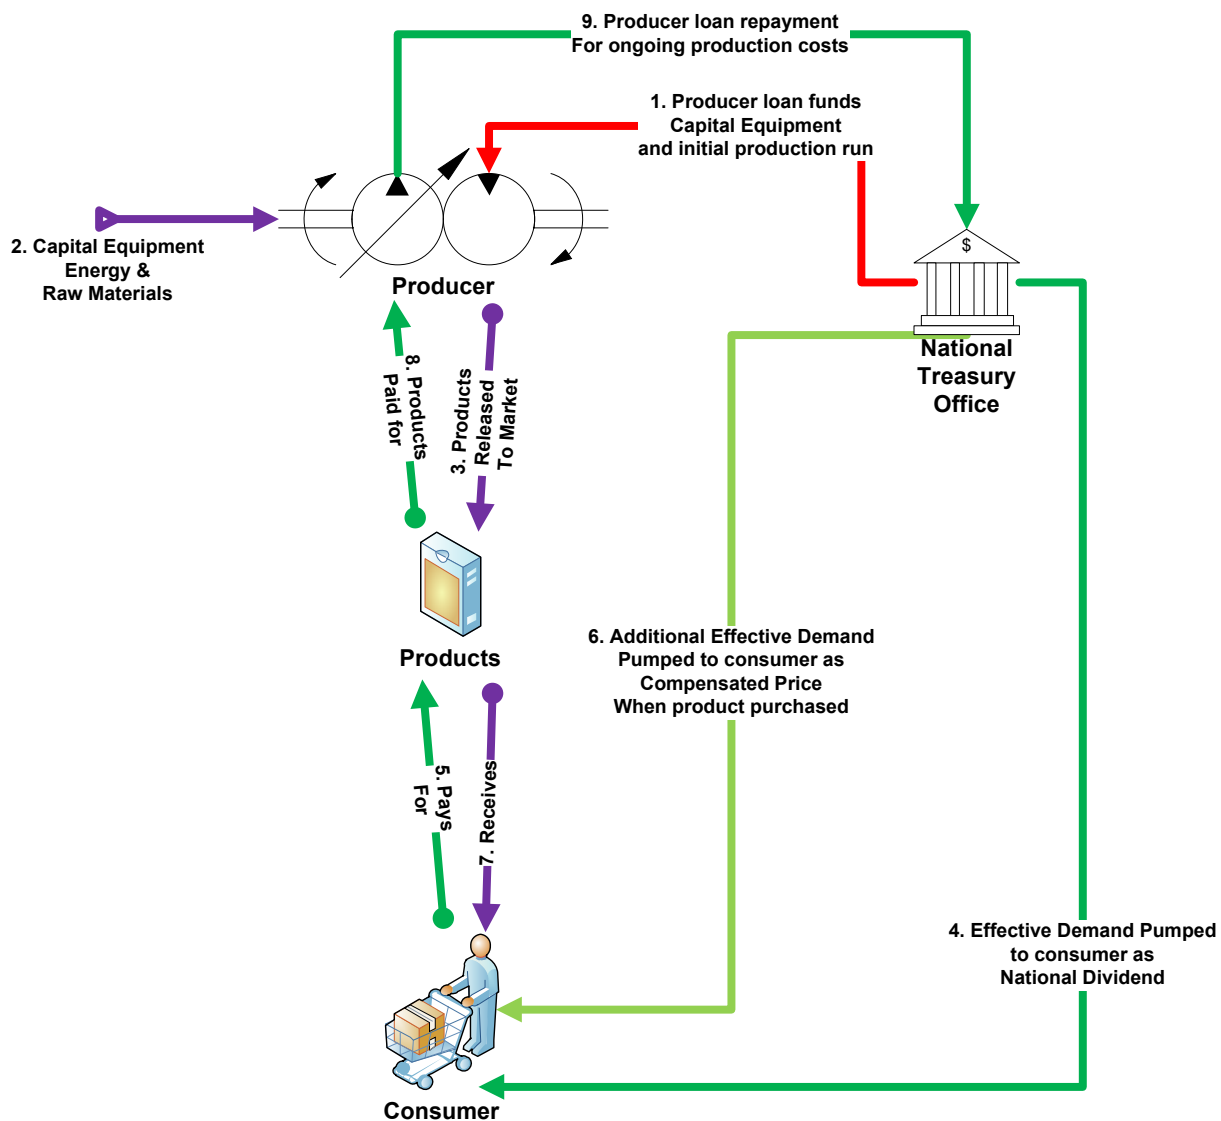 9. Producer loan repayment
For ongoing production costs
1. Producer loan funds
Capital Equipment
and initial production run
2. Capital Equipment
Energy &
Raw Materials
$
Producer
National
Treasury
Office
8. Products
Paid for
3. Products
Released
To Market
Products
6. Additional Effective Demand
Pumped to consumer as
Compensated Price
When product purchased
5. Pays
For
7. Receives
4. Effective Demand Pumped
to consumer as
National Dividend
Consumer